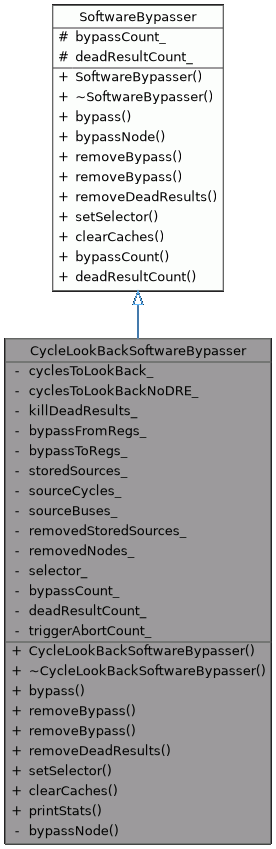 SoftwareBypasser
# bypassCount_
# deadResultCount_
+ SoftwareBypasser()
+ ~SoftwareBypasser()
+ bypass()
+ bypassNode()
+ removeBypass()
+ removeBypass()
+ removeDeadResults()
+ setSelector()
+ clearCaches()
+ bypassCount()
+ deadResultCount()
CycleLookBackSoftwareBypasser
- cyclesToLookBack_
- cyclesToLookBackNoDRE_
- killDeadResults_
- bypassFromRegs_
- bypassToRegs_
- storedSources_
- sourceCycles_
- sourceBuses_
- removedStoredSources_
- removedNodes_
- selector_
- bypassCount_
- deadResultCount_
- triggerAbortCount_
+ CycleLookBackSoftwareBypasser()
+ ~CycleLookBackSoftwareBypasser()
+ bypass()
+ removeBypass()
+ removeBypass()
+ removeDeadResults()
+ setSelector()
+ clearCaches()
+ printStats()
- bypassNode()